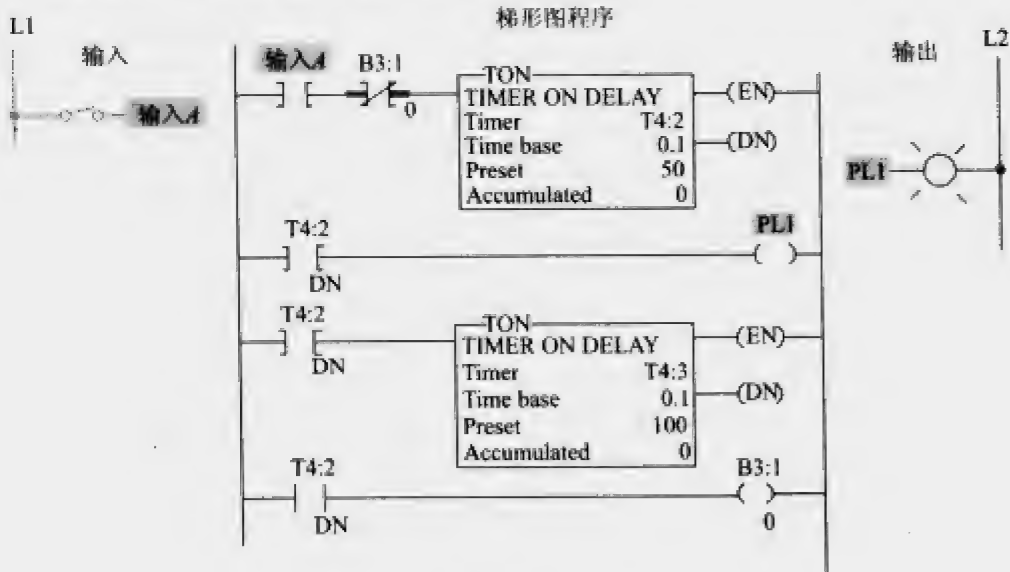 梯形图程序
L1
输入
输入A
输入A
B3:1
0
TON
TIMER ON DELAY
Timer T4:2
Time base 0.1
Preset 50
Accumulated 0
(EN)
(DN)
输出
L2
PL1
T4:2
DN
PL1
T4:2
DN
TON
TIMER ON DELAY
Timer T4:3
Time base 0.1
Preset 100
Accumulated 0
(EN)
(DN)
T4:2
DN
B3:1
0